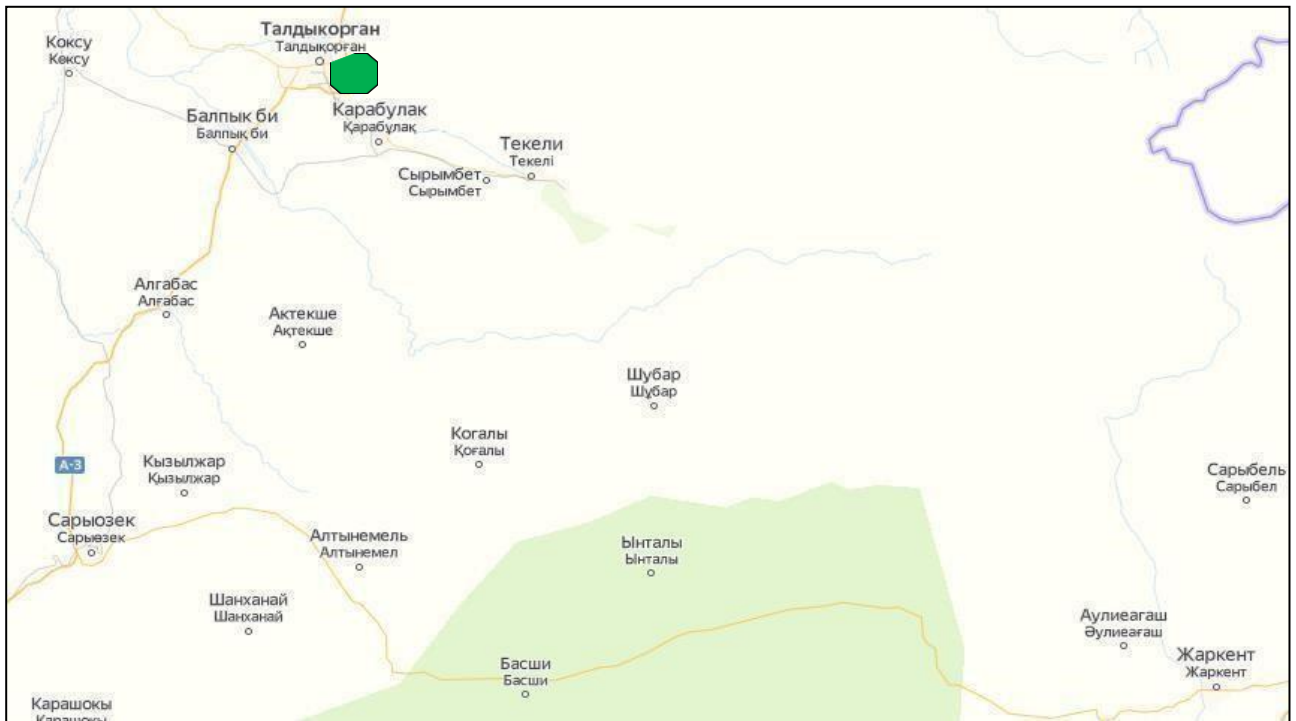 Талдыкорган
Талдықорған
Коксу
Көксу
Балпык би
Балпық би
Карабулак
Қарабұлақ
Текели
Текелі
Сырымбет
Сырымбет
Алгабас
Алғабас
Актекше
Ақтекше
Шубар
Шұбар
Когалы
Қоғалы
А-3
Кызылжар
Қызылжар
Сарыбель
Сарыбел
Сарыозек
Сарыөзек
Алтынемель
Алтынемел
Ынталы
Ынталы
Шанханай
Шанханай
Аулиеагаш
Әулиеағаш
Басши
Басши
Жаркент
Жаркент
Карашокы
Карашокы